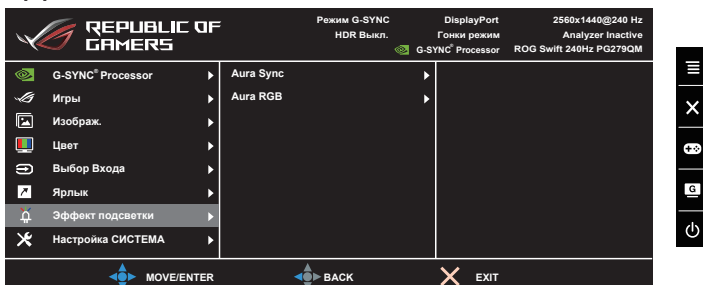 REPUBLIC OF
GAMERS
Режим G-SYNC
HDR Выкл.
DisplayPort
Гонки режим
G-SYNC® Processor
2560x1440@240 Hz
Analyzer Inactive
ROG Swift 240Hz PG279QM
G-SYNC® Processor
Игры
Изображ.
Цвет
Выбор Входа
Ярлык
Эффект подсветки
Настройка СИСТЕМА
Aura Sync
Aura RGB
MOVE/ENTER
BACK
EXIT
G